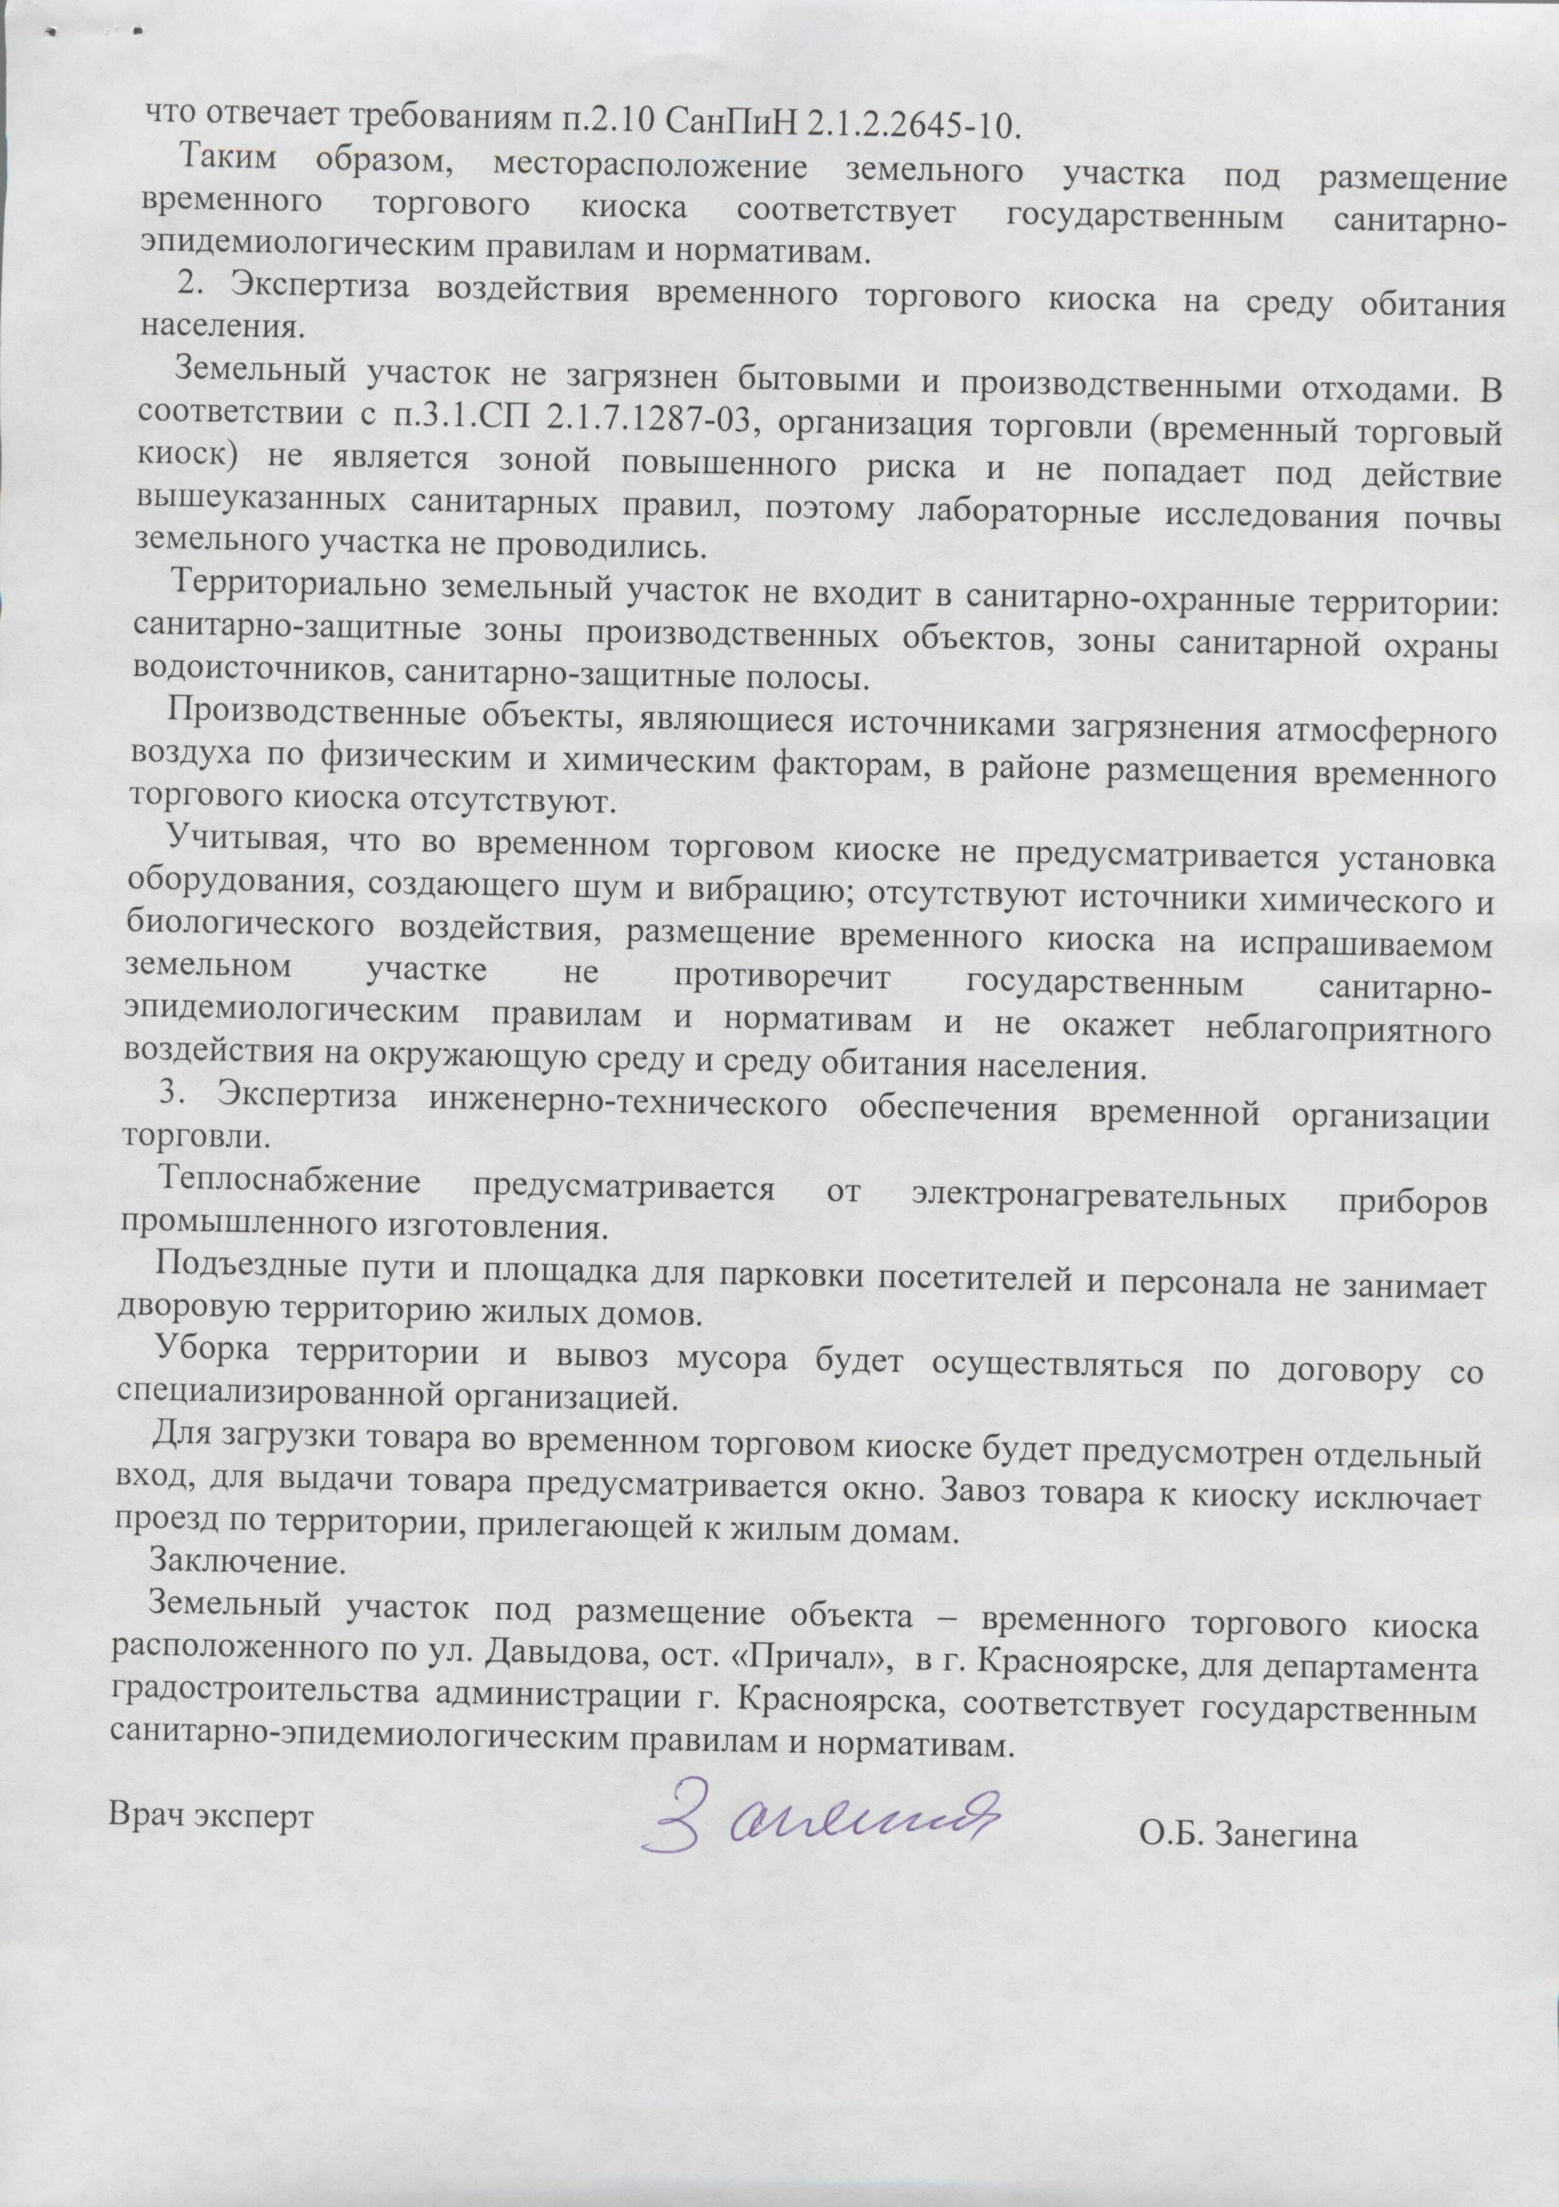 что отвечает требованиям п.2.10 СанПиН 2.1.2.2645-10.
Таким образом, месторасположение земельного участка под размещение
временного торгового киоска соответствует государственным санитарно-
эпидемиологическим правилам и нормативам.
2. Экспертиза воздействия временного торгового киоска на среду обитания
населения.
Земельный участок не загрязнен бытовыми и производственными отходами. В
соответствии с п.3.1.СП 2.1.7.1287-03, организация торговли (временный торговый
киоск) не является зоной повышенного риска и не попадает под действие
вышеуказанных санитарных правил, поэтому лабораторные исследования почвы
земельного участка не проводились.
Территориально земельный участок не входит в санитарно-охранные территории:
санитарно-защитные зоны производственных объектов, зоны санитарной охраны
водоисточников, санитарно-защитные полосы.
Производственные объекты, являющиеся источниками загрязнения атмосферного
воздуха по физическим и химическим факторам, в районе размещения временного
торгового киоска отсутствуют.
Учитывая, что во временном торговом киоске не предусматривается установка
оборудования, создающего шум и вибрацию; отсутствуют источники химического и
биологического воздействия, размещение временного киоска на испрашиваемом
земельном участке не противоречит государственным санитарно-
эпидемиологическим правилам и нормативам и не окажет неблагоприятного
воздействия на окружающую среду и среду обитания населения.
3. Экспертиза инженерно-технического обеспечения временной организации
торговли.
Теплоснабжение предусматривается от электронагревательных приборов
промышленного изготовления.
Подъездные пути и площадка для парковки посетителей и персонала не занимает
дворовую территорию жилых домов.
Уборка территории и вывоз мусора будет осуществляться по договору со
специализированной организацией.
Для загрузки товара во временном торговом киоске будет предусмотрен отдельный
вход, для выдачи товара предусматривается окно. Завоз товара к киоску исключает
проезд по территории, прилегающей к жилым домам.
Заключение.
Земельный участок под размещение объекта – временного торгового киоска
расположенного по ул. Давыдова, ост. «Причал», в г. Красноярске, для департамента
градостроительства администрации г. Красноярска, соответствует государственным
санитарно-эпидемиологическим правилам и нормативам.
Врач эксперт О.Б. Занегина